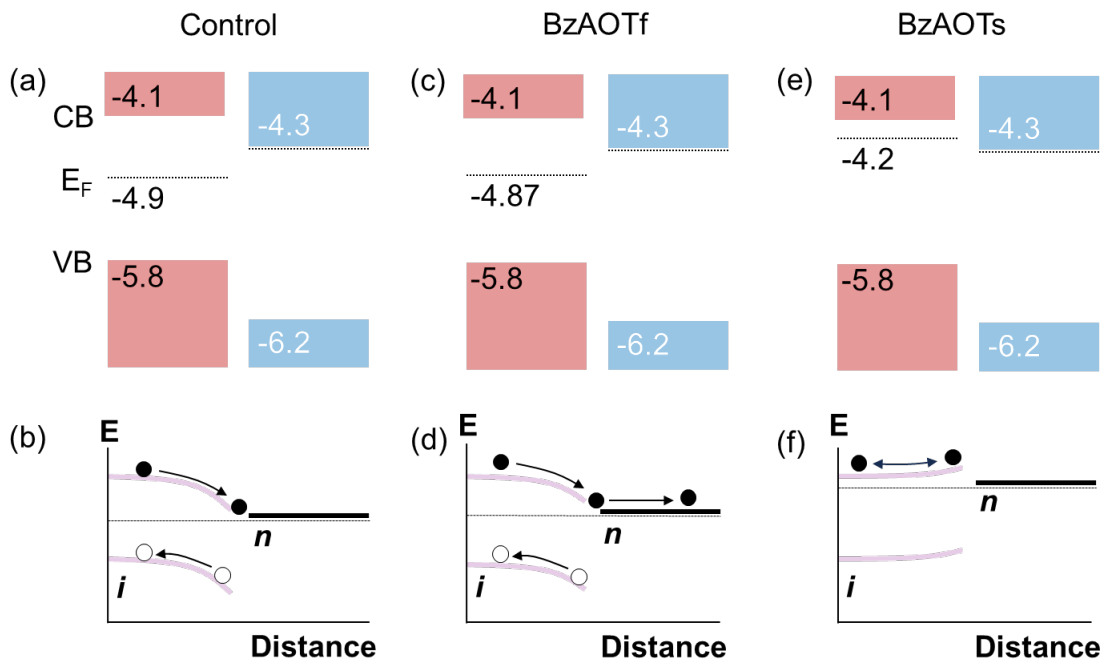 Control
BzAOTf
BzAOTs
(a)
CB
-4.1
-4.3
E_F
-4.9
VB
-5.8
-6.2
(c)
-4.1
-4.3
-4.87
-5.8
-6.2
(e)
-4.1
-4.3
-4.2
-5.8
-6.2
(b)
E
n
i
Distance
(d)
E
n
i
Distance
(f)
E
n
i
Distance